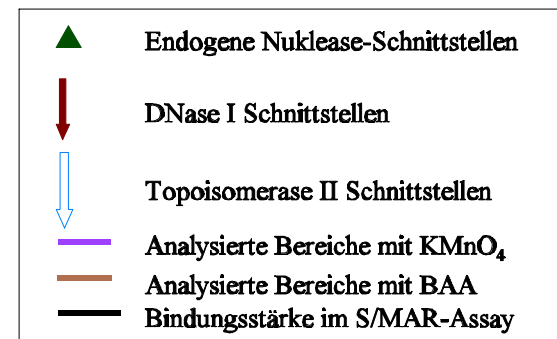 Endogene Nuklease-Schnittstellen
DNase I Schnittstellen
Topoisomerase II Schnittstellen
Analysierte Bereiche mit KMnO₄
Analysierte Bereiche mit BAA
Bindungsstärke im S/MAR-Assay